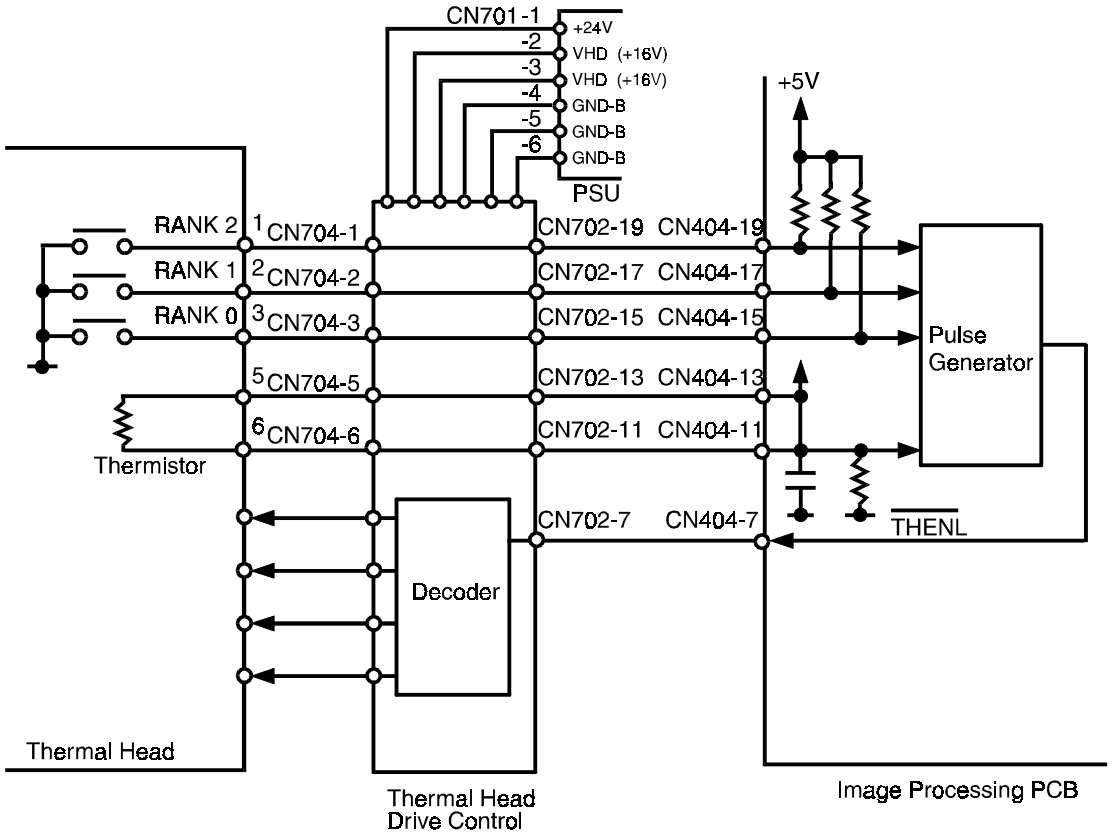 CN701-1 +24V
-2 VHD (+16V)
-3 VHD (+16V)
-4 GND-B
-5 GND-B
-6 GND-B
PSU
+5V
RANK 2 1 CN704-1 CN702-19 CN404-19
RANK 1 2 CN704-2 CN702-17 CN404-17
RANK 0 3 CN704-3 CN702-15 CN404-15
Pulse
Generator
5 CN704-5 CN702-13 CN404-13
6 CN704-6 CN702-11 CN404-11
Thermistor
CN702-7 CN404-7 THENL
Decoder
Thermal Head
Thermal Head
Drive Control
Image Processing PCB